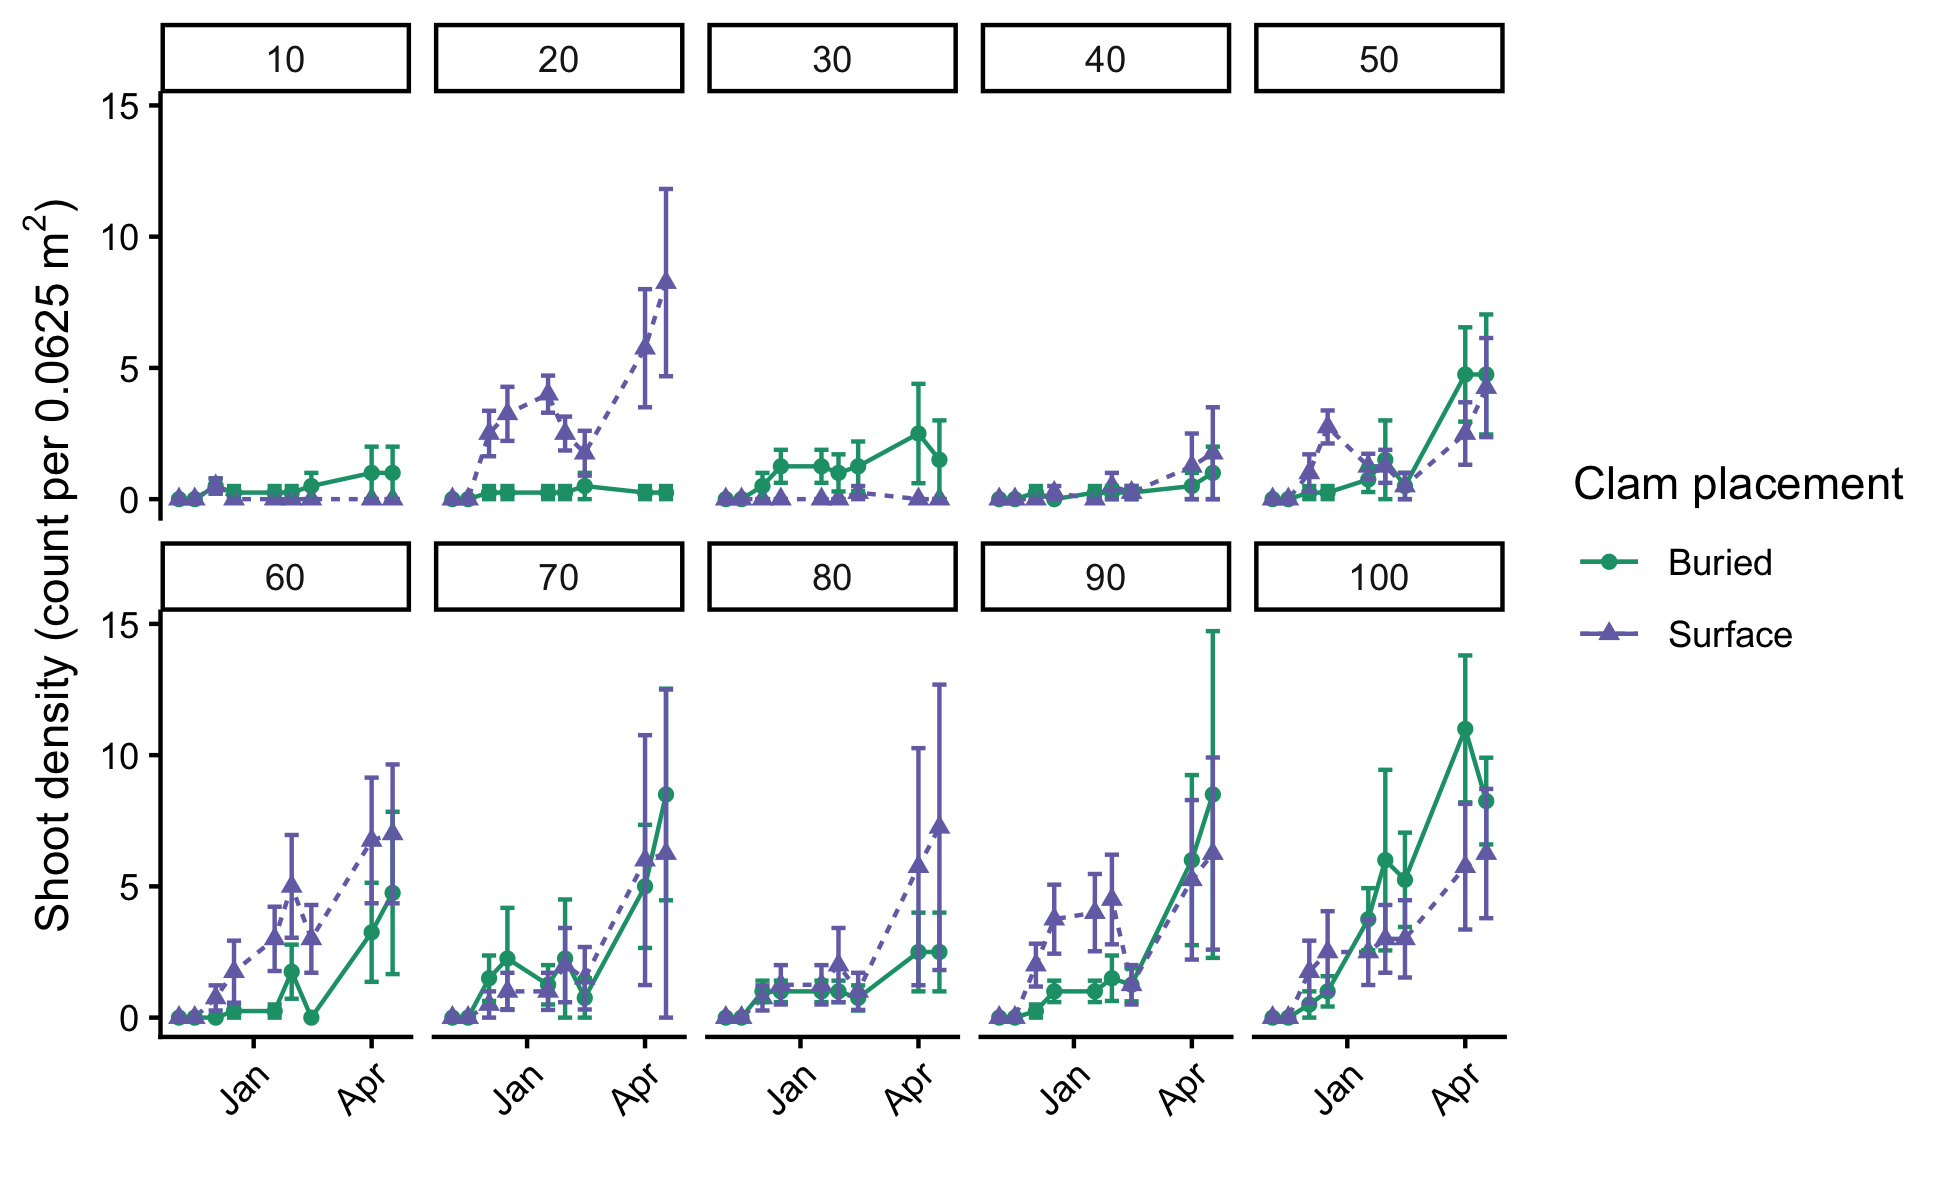 10 20 30 40 50
15
10
5
0
60 70 80 90 100
15
10
5
0
Jan Apr Jan Apr Jan Apr Jan Apr Jan Apr
Shoot density (count per 0.0625 m²)
Clam placement
Buried
Surface